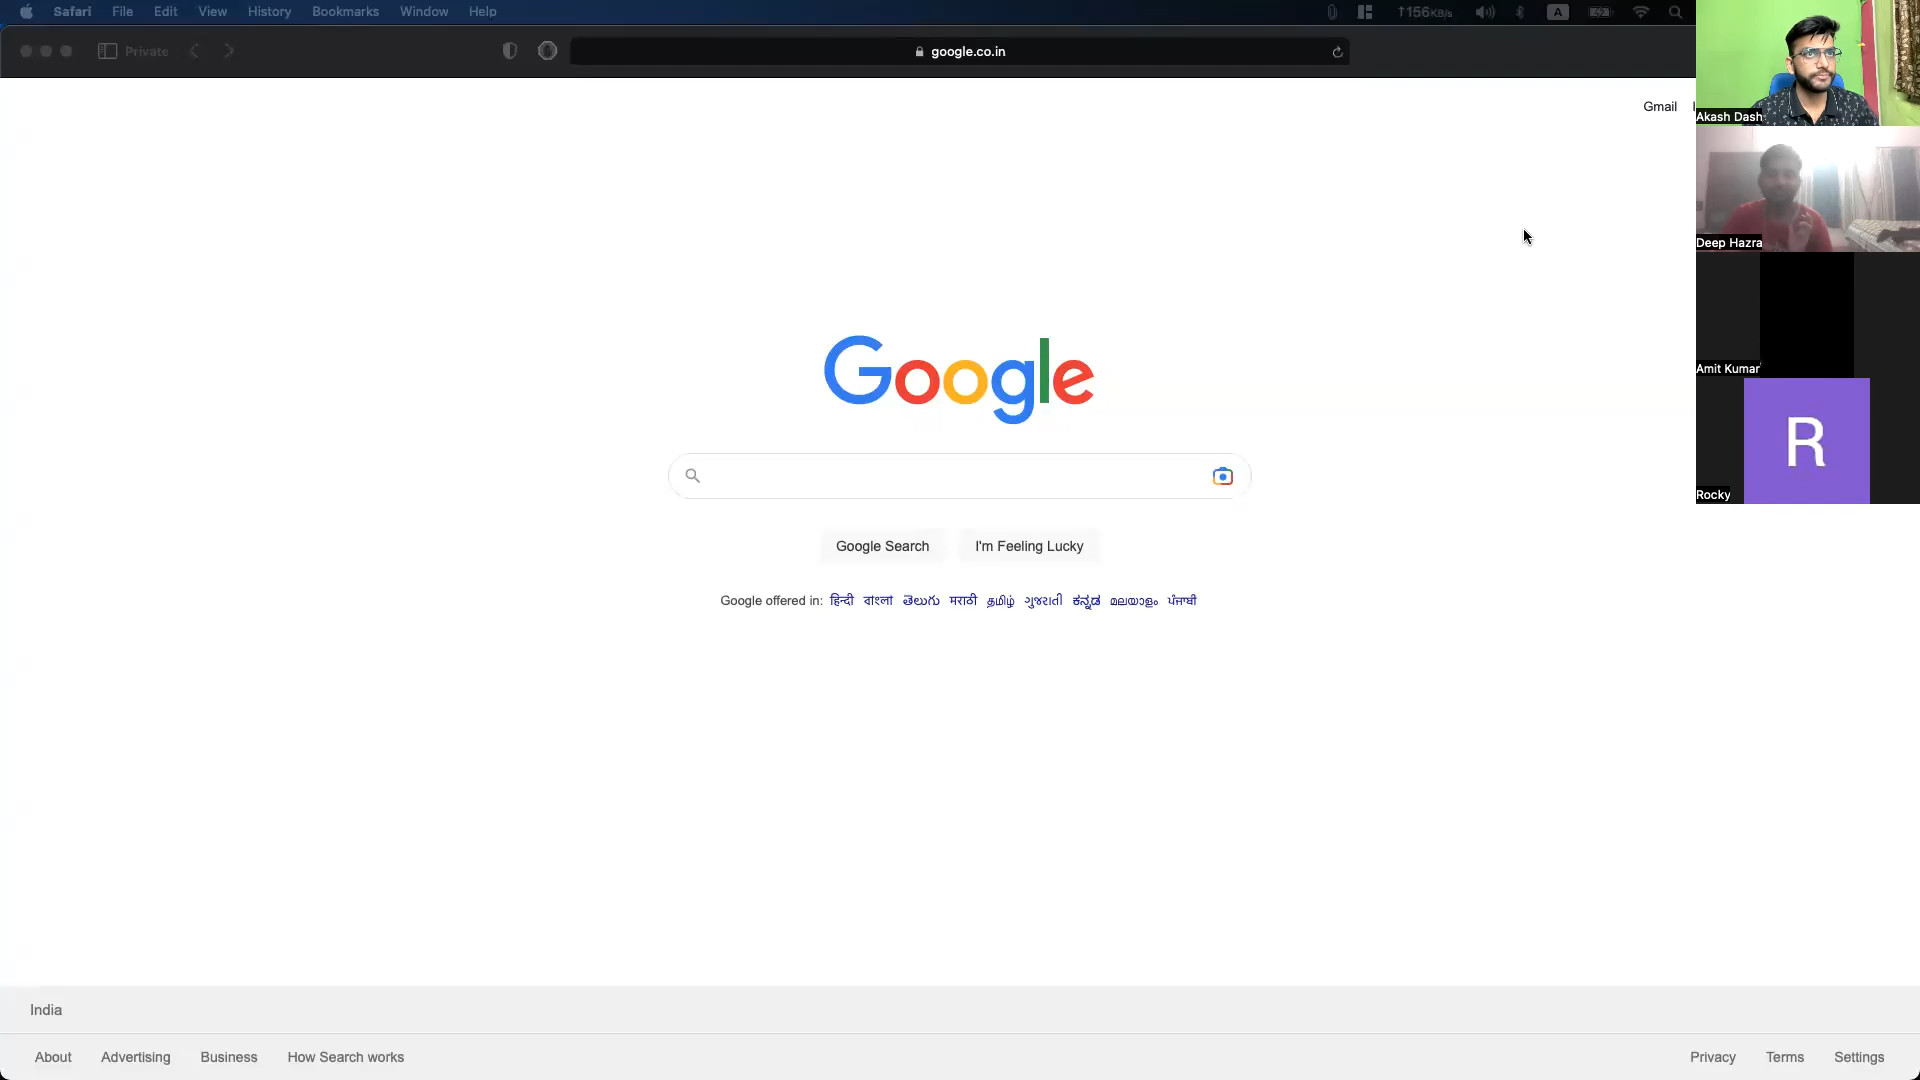 Safari File Edit View History Bookmarks Window Help ↑156KB/s A
Private google.co.in
Gmail
Akash Dash
Deep Hazra
Amit Kumar
R
Rocky
Google
Google Search I'm Feeling Lucky
Google offered in: हिन्दी বাংলা తెలుగు मराठी தமிழ் ગુજરાતી ಕನ್ನಡ മലയാളം ਪੰਜਾਬੀ
India
About Advertising Business How Search works Privacy Terms Settings